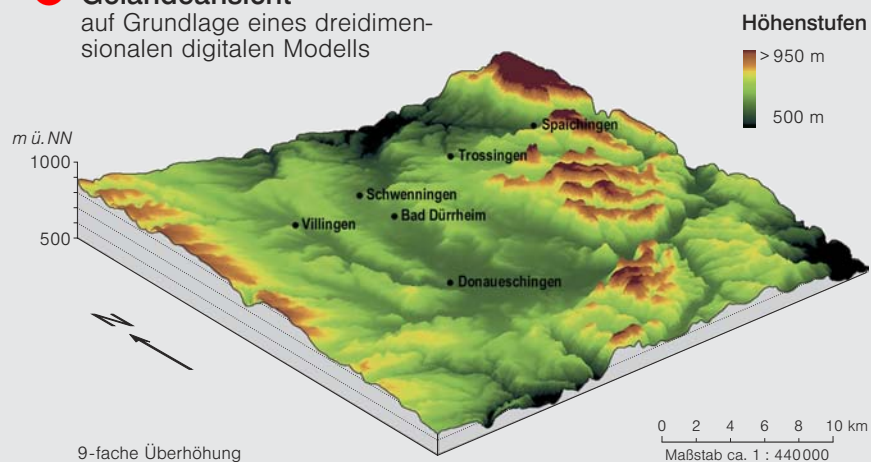 Geländeansicht
auf Grundlage eines dreidimen-
sionalen digitalen Modells
Höhenstufen
> 950 m
500 m
m ü. NN
1000
500
Spaichingen
Trossingen
Schwenningen
Bad Dürrheim
Villingen
Donaueschingen
N
9-fache Überhöhung
0 2 4 6 8 10 km
Maßstab ca. 1 : 440 000